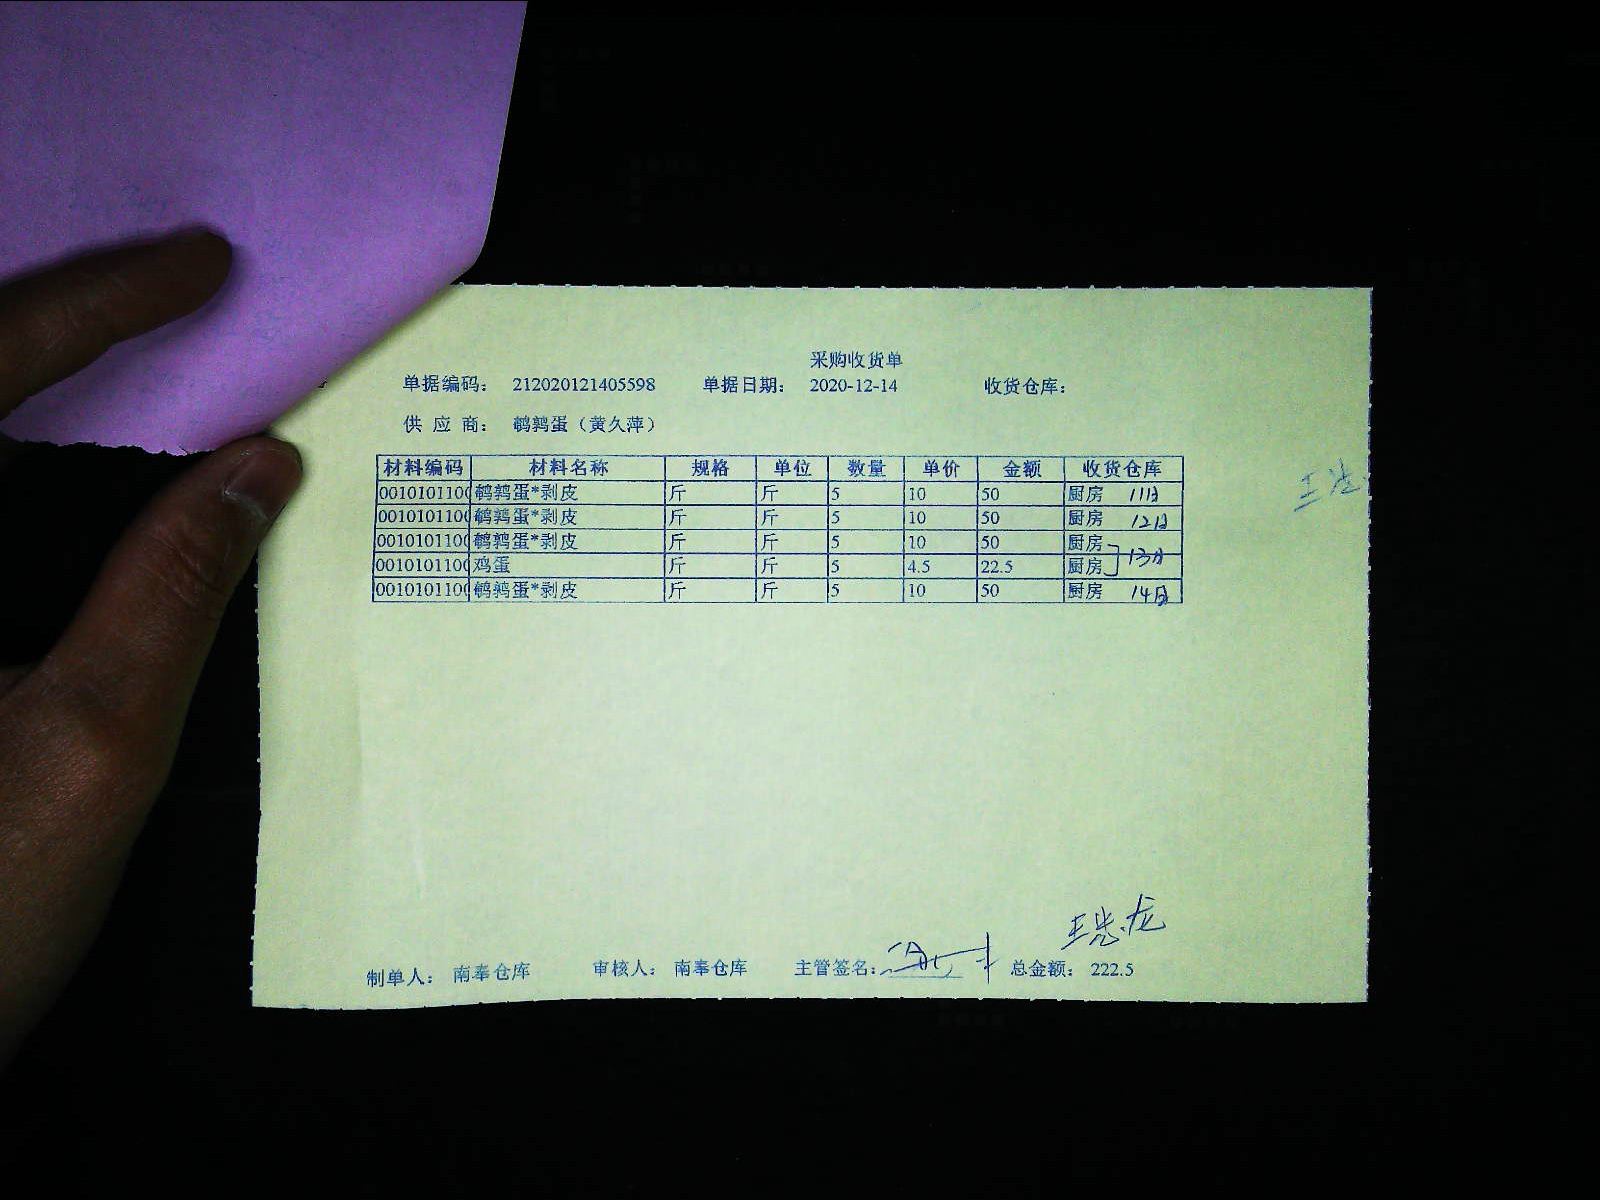 采购收货单
单据编码： 212020121405598 单据日期： 2020-12-14 收货仓库：
供 应 商： 鹌鹑蛋（黄久萍）
材料编码 材料名称 规格 单位 数量 单价 金额 收货仓库
0010101100 鹌鹑蛋*剥皮 斤 斤 5 10 50 厨房 11日
0010101100 鹌鹑蛋*剥皮 斤 斤 5 10 50 厨房 12日
0010101100 鹌鹑蛋*剥皮 斤 斤 5 10 50 厨房
0010101100 鸡蛋 斤 斤 5 4.5 22.5 厨房 13日
0010101100 鹌鹑蛋*剥皮 斤 斤 5 10 50 厨房 14日
制单人： 南奉仓库 审核人： 南奉仓库 主管签名： 总金额： 222.5